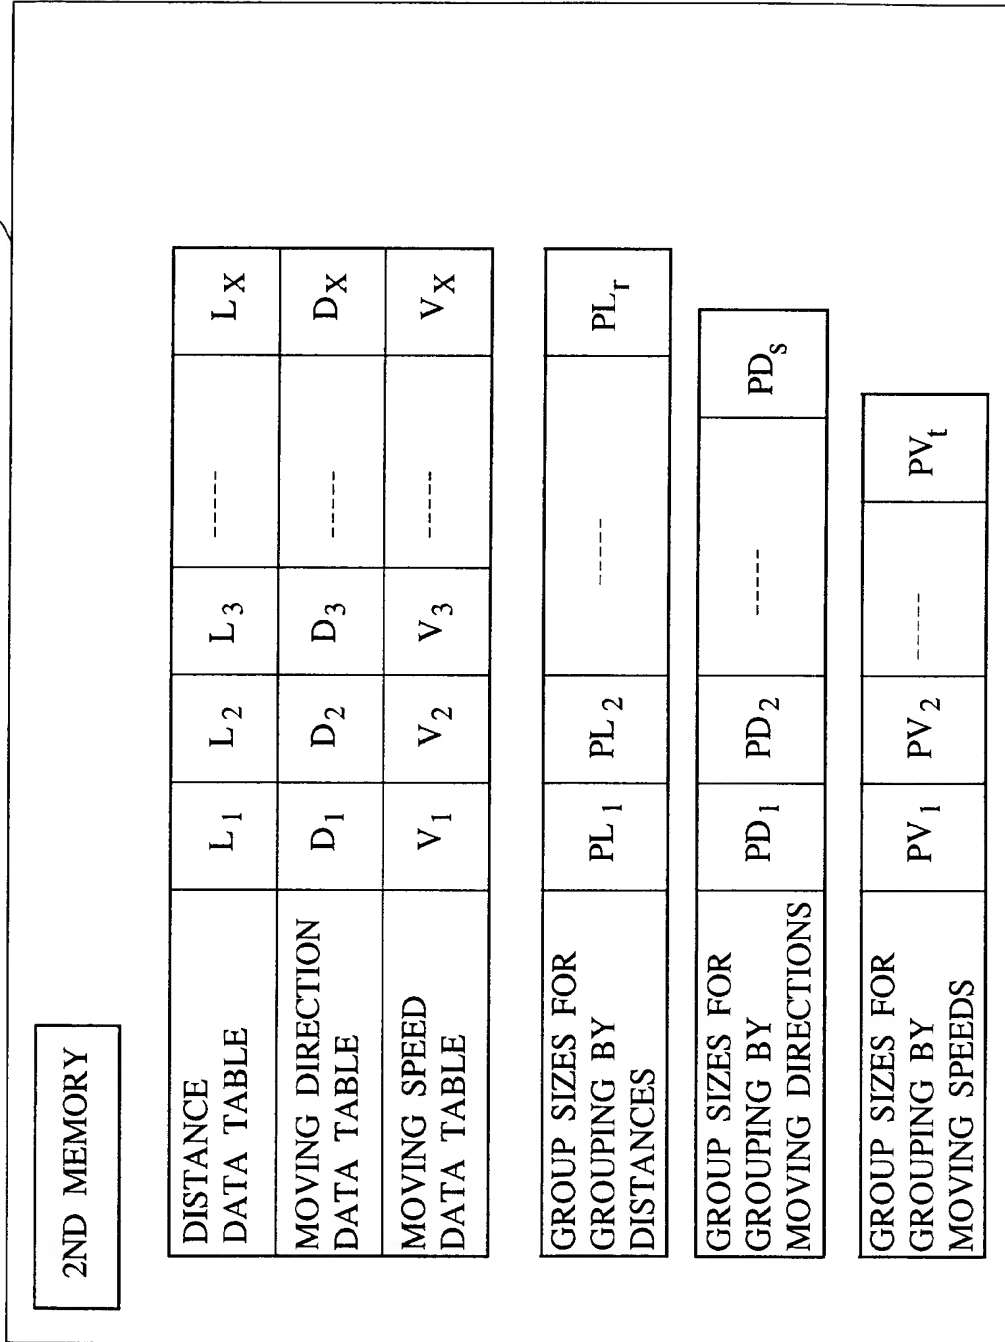 2ND MEMORY
DISTANCE
DATA TABLE
L1 L2 L3 ------ LX
MOVING DIRECTION
DATA TABLE
D1 D2 D3 ------ DX
MOVING SPEED
DATA TABLE
V1 V2 V3 ------ VX
GROUP SIZES FOR
GROUPING BY
DISTANCES
PL1 PL2 ------ PLr
GROUP SIZES FOR
GROUPING BY
MOVING DIRECTIONS
PD1 PD2 ------ PDs
GROUP SIZES FOR
GROUPING BY
MOVING SPEEDS
PV1 PV2 ------ PVt